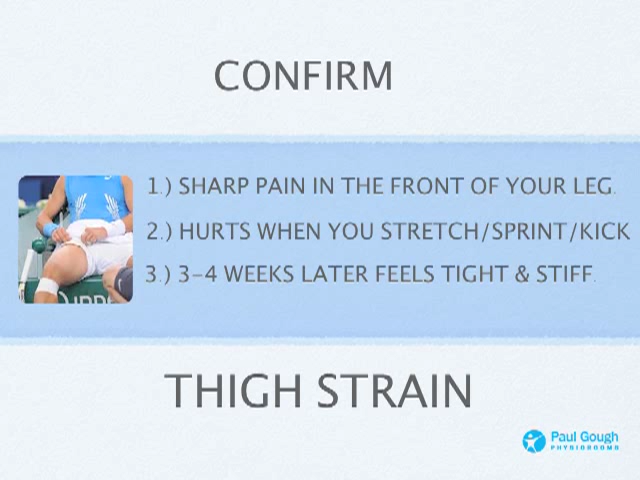 CONFIRM
1.) SHARP PAIN IN THE FRONT OF YOUR LEG.
2.) HURTS WHEN YOU STRETCH/SPRINT/KICK
3.) 3-4 WEEKS LATER FEELS TIGHT & STIFF.
THIGH STRAIN
Paul Gough
PHYSIOROOMS